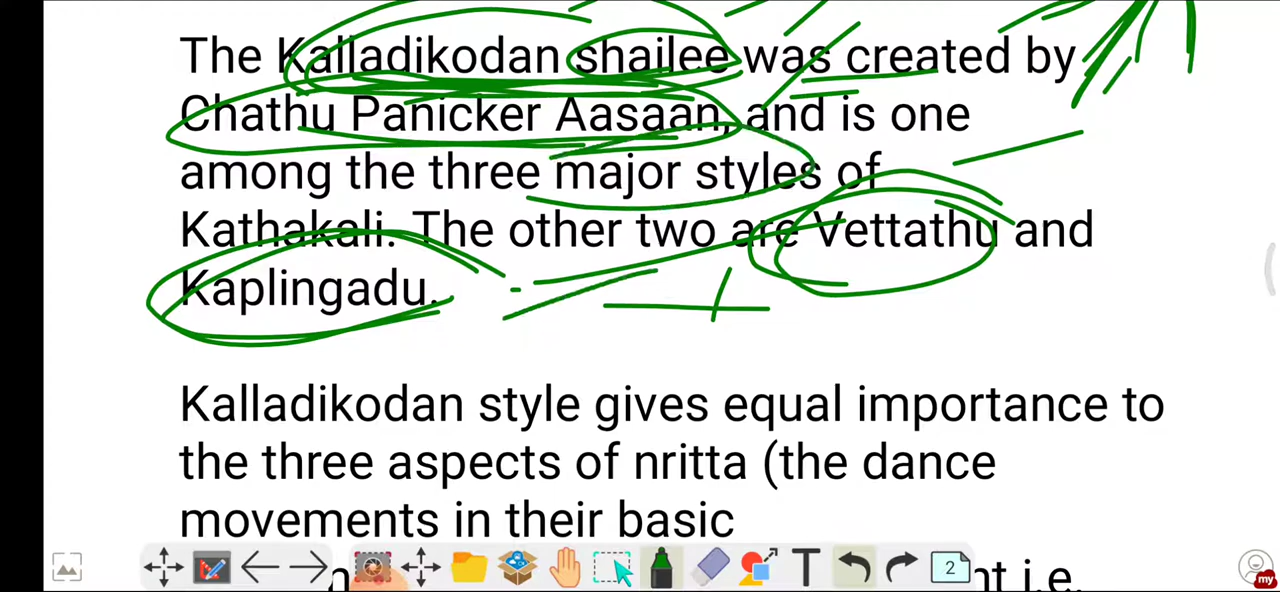 The Kalladikodan shailee was created by
Chathu Panicker Aasaan, and is one
among the three major styles of
Kathakali. The other two are Vettathu and
Kaplingadu.
Kalladikodan style gives equal importance to
the three aspects of nritta (the dance
movements in their basic
i.e.
T
2
my